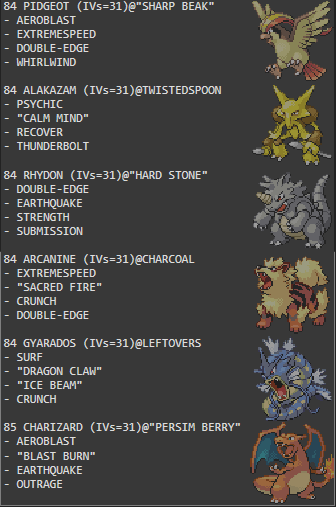 84 PIDGEOT (IVs=31)@"SHARP BEAK"
- AEROBLAST
- EXTREMESPEED
- DOUBLE-EDGE
- WHIRLWIND
84 ALAKAZAM (IVs=31)@TWISTEDSPOON
- PSYCHIC
- "CALM MIND"
- RECOVER
- THUNDERBOLT
84 RHYDON (IVs=31)@"HARD STONE"
- DOUBLE-EDGE
- EARTHQUAKE
- STRENGTH
- SUBMISSION
84 ARCANINE (IVs=31)@CHARCOAL
- EXTREMESPEED
- "SACRED FIRE"
- CRUNCH
- DOUBLE-EDGE
84 GYARADOS (IVs=31)@LEFTOVERS
- SURF
- "DRAGON CLAW"
- "ICE BEAM"
- CRUNCH
85 CHARIZARD (IVs=31)@"PERSIM BERRY"
- AEROBLAST
- "BLAST BURN"
- EARTHQUAKE
- OUTRAGE